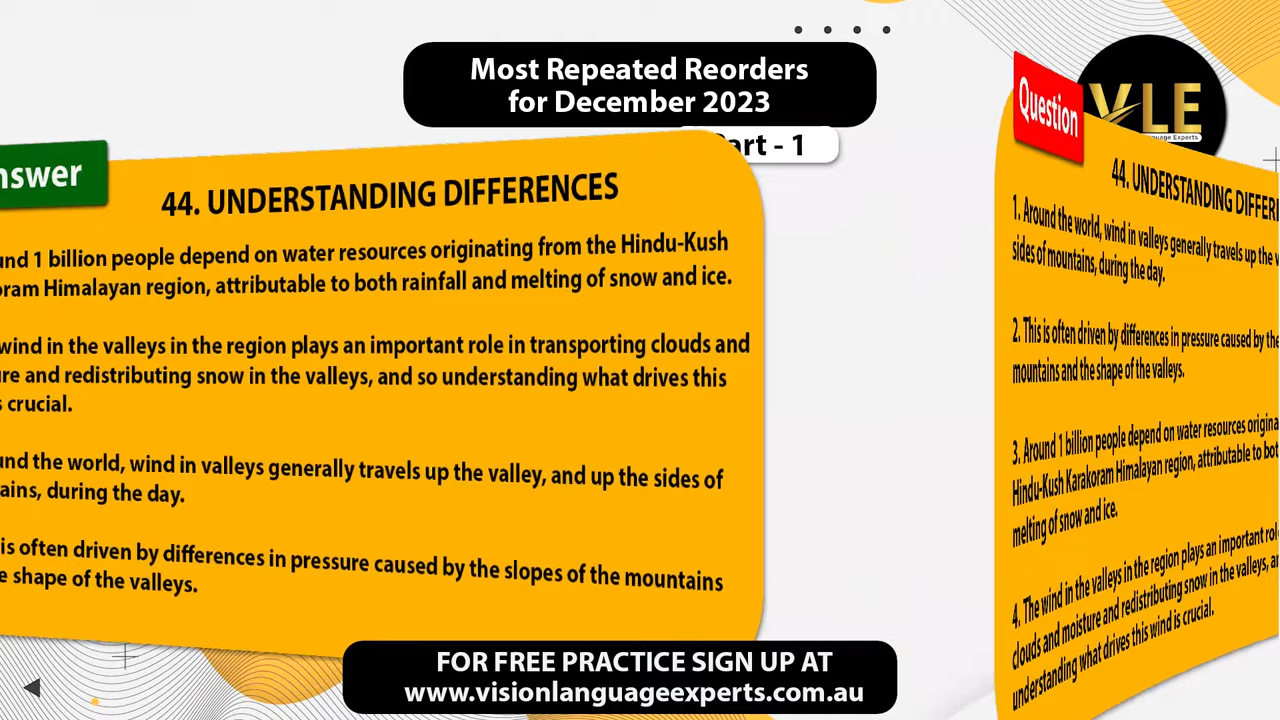 Most Repeated Reorders
for December 2023
Part - 1
Answer
44. UNDERSTANDING DIFFERENCES
1 billion people depend on water resources originating from the Hindu-Kush
Himalayan region, attributable to both rainfall and melting of snow and ice.
wind in the valleys in the region plays an important role in transporting clouds and
and redistributing snow in the valleys, and so understanding what drives this
crucial.
the world, wind in valleys generally travels up the valley, and up the sides of
during the day.
is often driven by differences in pressure caused by the slopes of the mountains
shape of the valleys.
Question
VLE
Language Experts
44. UNDERSTANDING
1. Around the world, wind in valleys generally travels up the
sides of mountains, during the day.
2. This is often driven by differences in pressure caused by the
mountains and the shape of the valleys.
3. Around 1 billion people depend on water resources
Hindu-Kush Karakoram Himalayan region, attributable to
melting of snow and ice.
4. The wind in the valleys in the region plays an important
clouds and moisture and redistributing snow in the valleys,
understanding what drives this wind is crucial.
FOR FREE PRACTICE SIGN UP AT
www.visionlanguageexperts.com.au